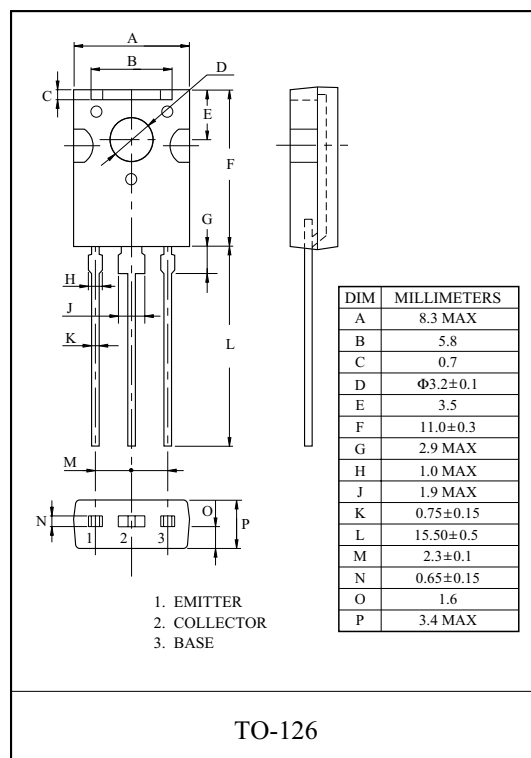 A
B
D
C
E
F
G
H
J
L
K
M
N
O
P
1 2 3
1. EMITTER
2. COLLECTOR
3. BASE
DIM MILLIMETERS
A 8.3 MAX
B 5.8
C 0.7
D Φ3.2±0.1
E 3.5
F 11.0±0.3
G 2.9 MAX
H 1.0 MAX
J 1.9 MAX
K 0.75±0.15
L 15.50±0.5
M 2.3±0.1
N 0.65±0.15
O 1.6
P 3.4 MAX
TO-126